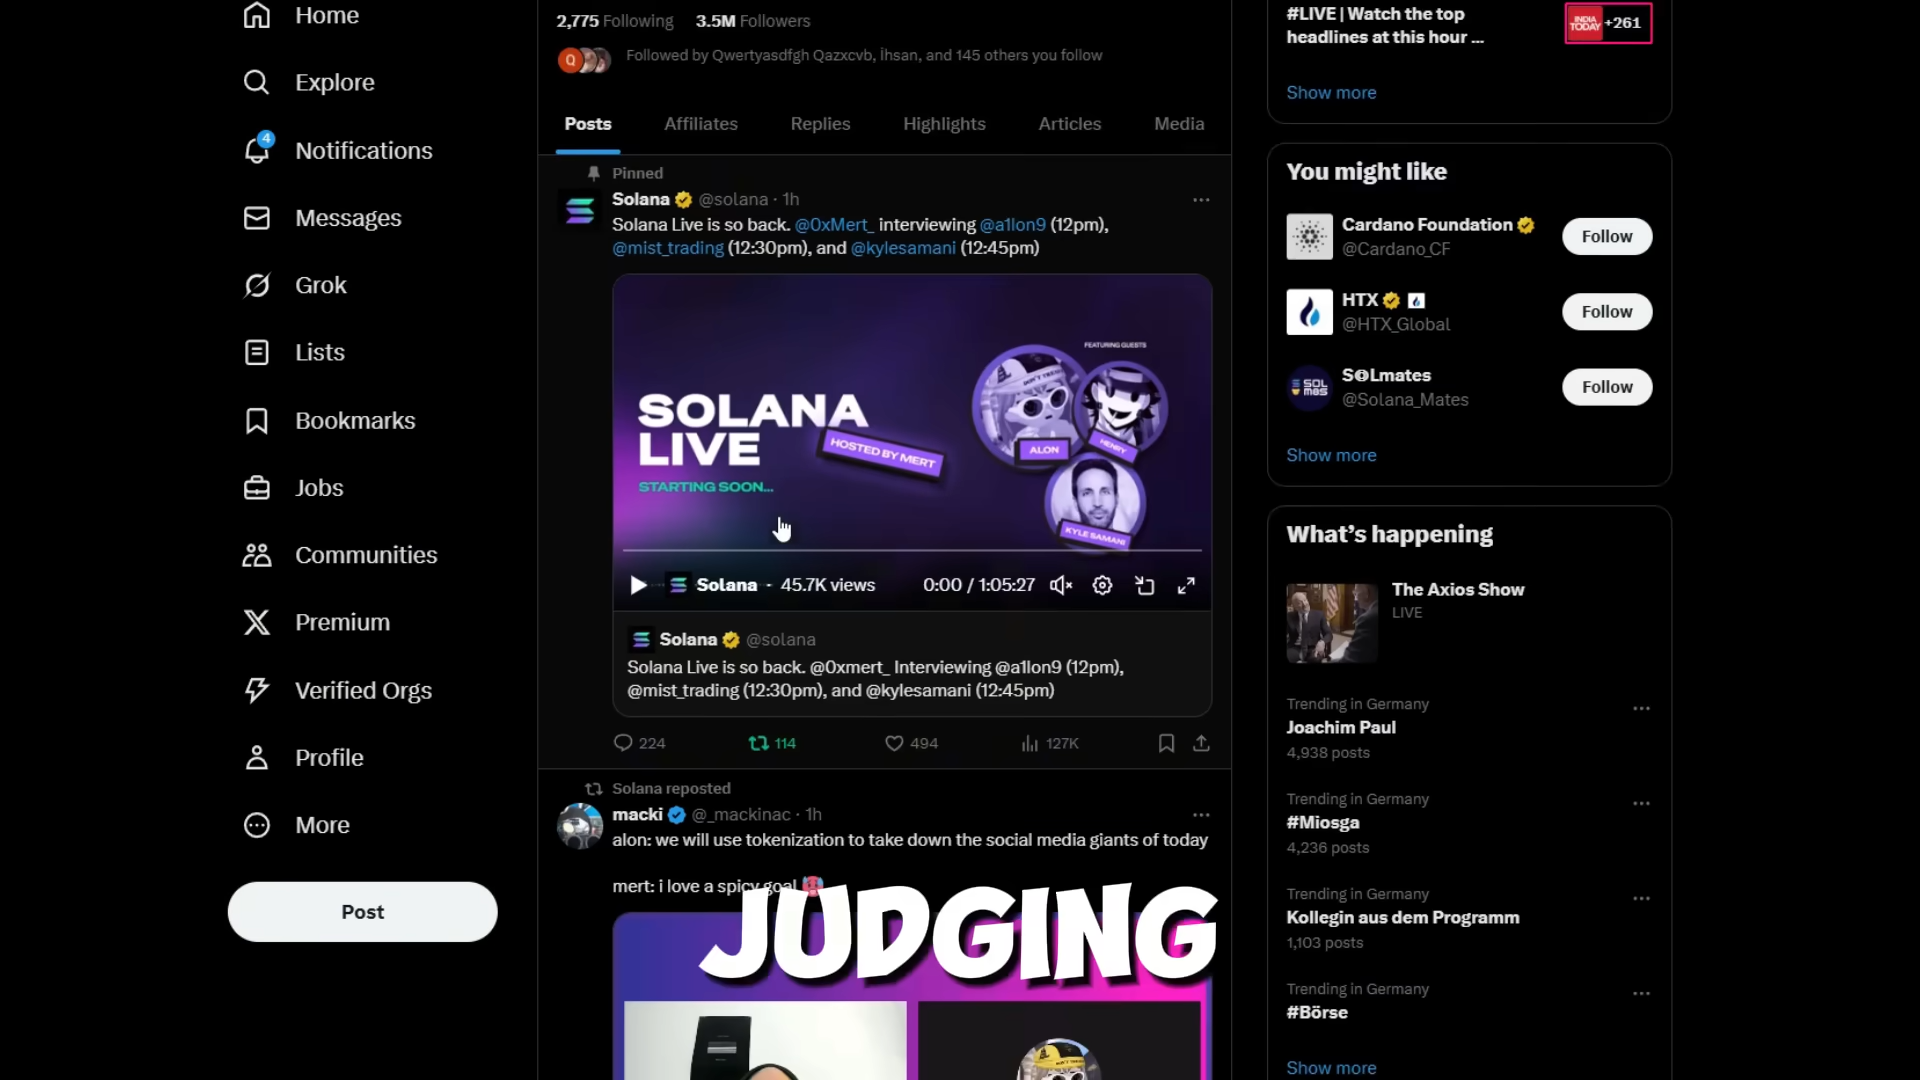 Home
Explore
4
Notifications
Messages
Grok
Lists
Bookmarks
Jobs
Communities
Premium
Verified Orgs
Profile
More
Post
2,775 Following 3.5M Followers
Q
Followed by Qwertyasdfgh Qazxcvb, İhsan, and 145 others you follow
Posts Affiliates Replies Highlights Articles Media
Pinned
Solana @solana · 1h
Solana Live is so back. @0xMert_ interviewing @a1lon9 (12pm),
@mist_trading (12:30pm), and @kylesamani (12:45pm)
FEATURING GUESTS
SOLANA
LIVE
HOSTED BY MERT
STARTING SOON...
ALON
HENRY
KYLE SAMANI
Solana · 45.7K views 0:00 / 1:05:27
Solana @solana
Solana Live is so back. @0xmert_ Interviewing @a1lon9 (12pm),
@mist_trading (12:30pm), and @kylesamani (12:45pm)
224 114 494 127K
Solana reposted
macki @_mackinac · 1h
alon: we will use tokenization to take down the social media giants of today
mert: i love a spicy goal
JUDGING
#LIVE | Watch the top
headlines at this hour ...
INDIA
TODAY
+261
Show more
You might like
Cardano Foundation
@Cardano_CF
Follow
HTX
@HTX_Global
Follow
SOLmates
@Solana_Mates
Follow
Show more
What's happening
The Axios Show
LIVE
Trending in Germany
Joachim Paul
4,938 posts
Trending in Germany
#Miosga
4,236 posts
Trending in Germany
Kollegin aus dem Programm
1,103 posts
Trending in Germany
#Börse
Show more